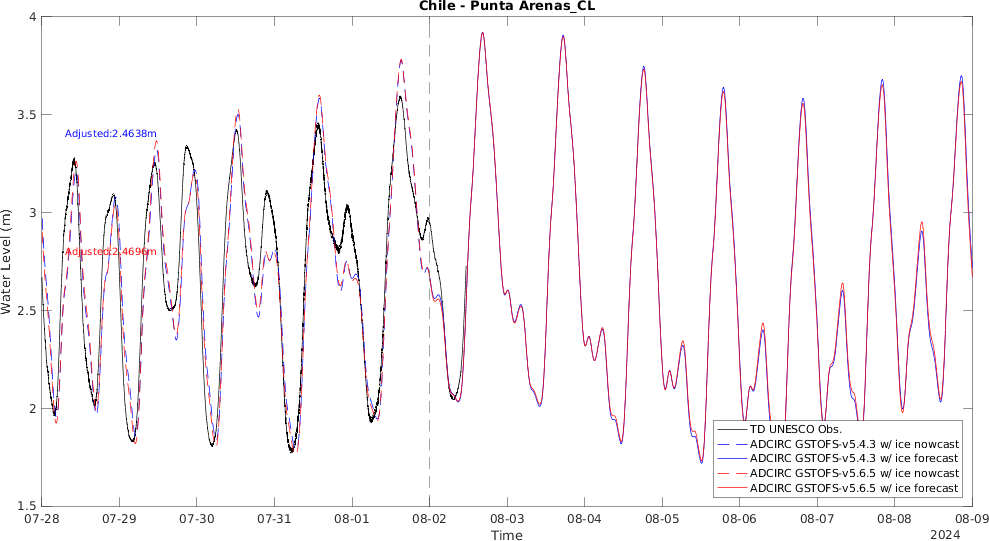 Chile - Punta Arenas_CL
4
3.5
3
2.5
2
1.5
Water Level (m)
Adjusted:2.4638m
Adjusted:2.4696m
TD UNESCO Obs.
ADCIRC GSTOFS-v5.4.3 w/ ice nowcast
ADCIRC GSTOFS-v5.4.3 w/ ice forecast
ADCIRC GSTOFS-v5.6.5 w/ ice nowcast
ADCIRC GSTOFS-v5.6.5 w/ ice forecast
07-28 07-29 07-30 07-31 08-01 08-02 08-03 08-04 08-05 08-06 08-07 08-08 08-09
Time
2024